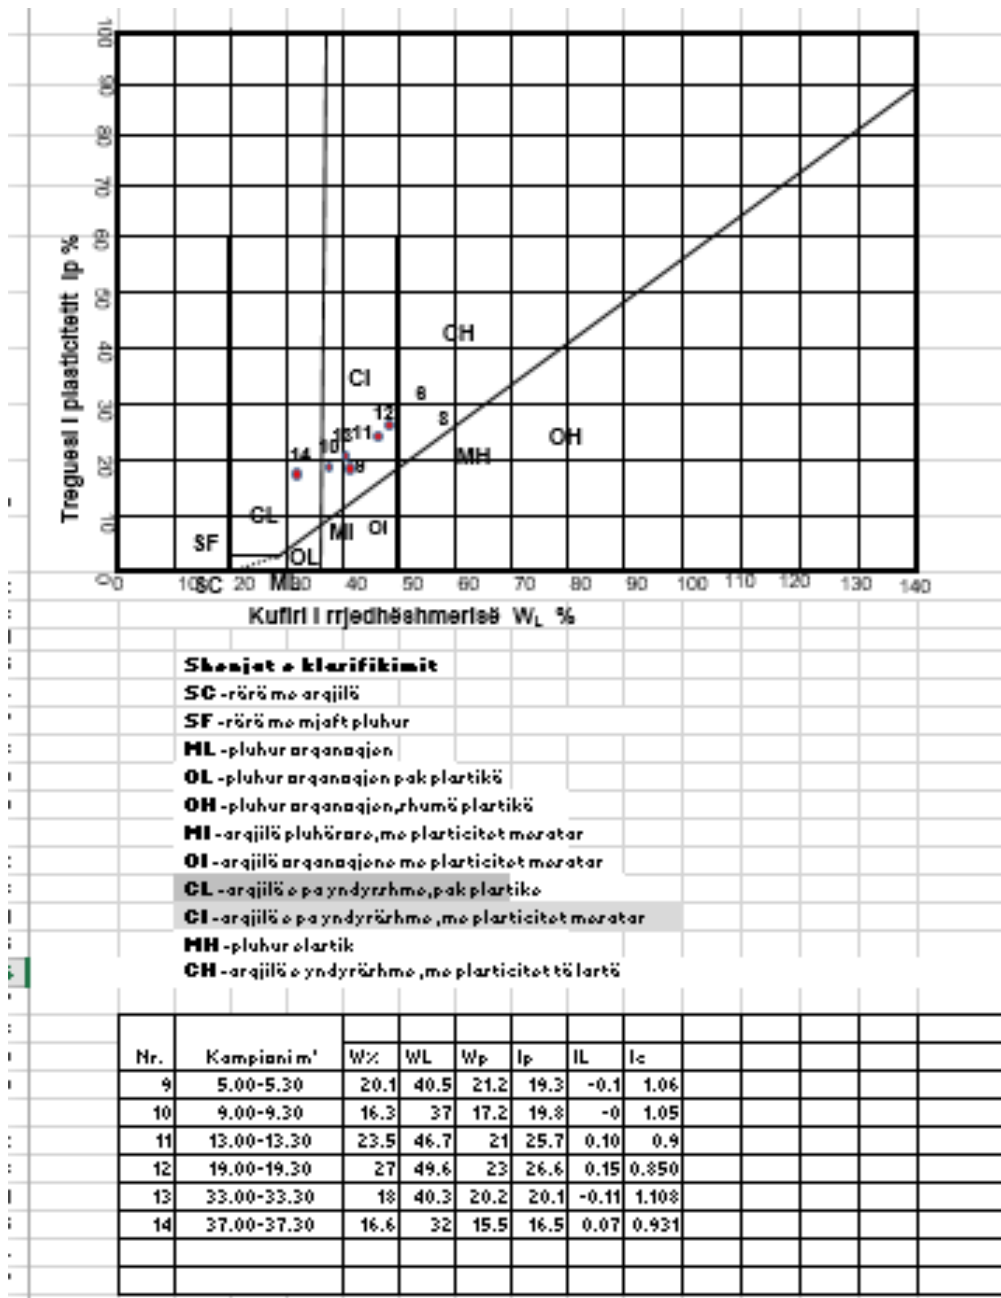 100
90
80
70
60
50
40
30
20
10
0
Treguesi i plasticitetit Ip %
CH
CI
6
8
12
11
13
10
9
14
OH
MH
CL
MI
OI
SF
OL
SC
ML
0 10 20 30 40 50 60 70 80 90 100 110 120 130 140
Kufiri i rrjedhëshmerisë WL %
Shenjat e klasifikimit
SC -rërë me argjilë
SF -rërë me mjaft pluhur
ML -pluhur organogjen
OL -pluhur organogjen pak plastikë
OH -pluhur organogjen,shumë plastikë
MI -argjilë pluhërore,me plasticitet mesatar
OI -argjilë organogjene me plasticitet mesatar
CL -argjilë e pa yndyrshme,pak plastike
CI -argjilë e pa yndyrërhme ,me plasticitet mesatar
MH -pluhur elastik
CH -argjilë e yndyrërhme ,me plasticitet të lartë
Nr. Kampioni m' W% WL Wp Ip IL Ic
9 5.00-5.30 20.1 40.5 21.2 19.3 -0.1 1.06
10 9.00-9.30 16.3 37 17.2 19.8 -0 1.05
11 13.00-13.30 23.5 46.7 21 25.7 0.10 0.9
12 19.00-19.30 27 49.6 23 26.6 0.15 0.850
13 33.00-33.30 18 40.3 20.2 20.1 -0.11 1.108
14 37.00-37.30 16.6 32 15.5 16.5 0.07 0.931